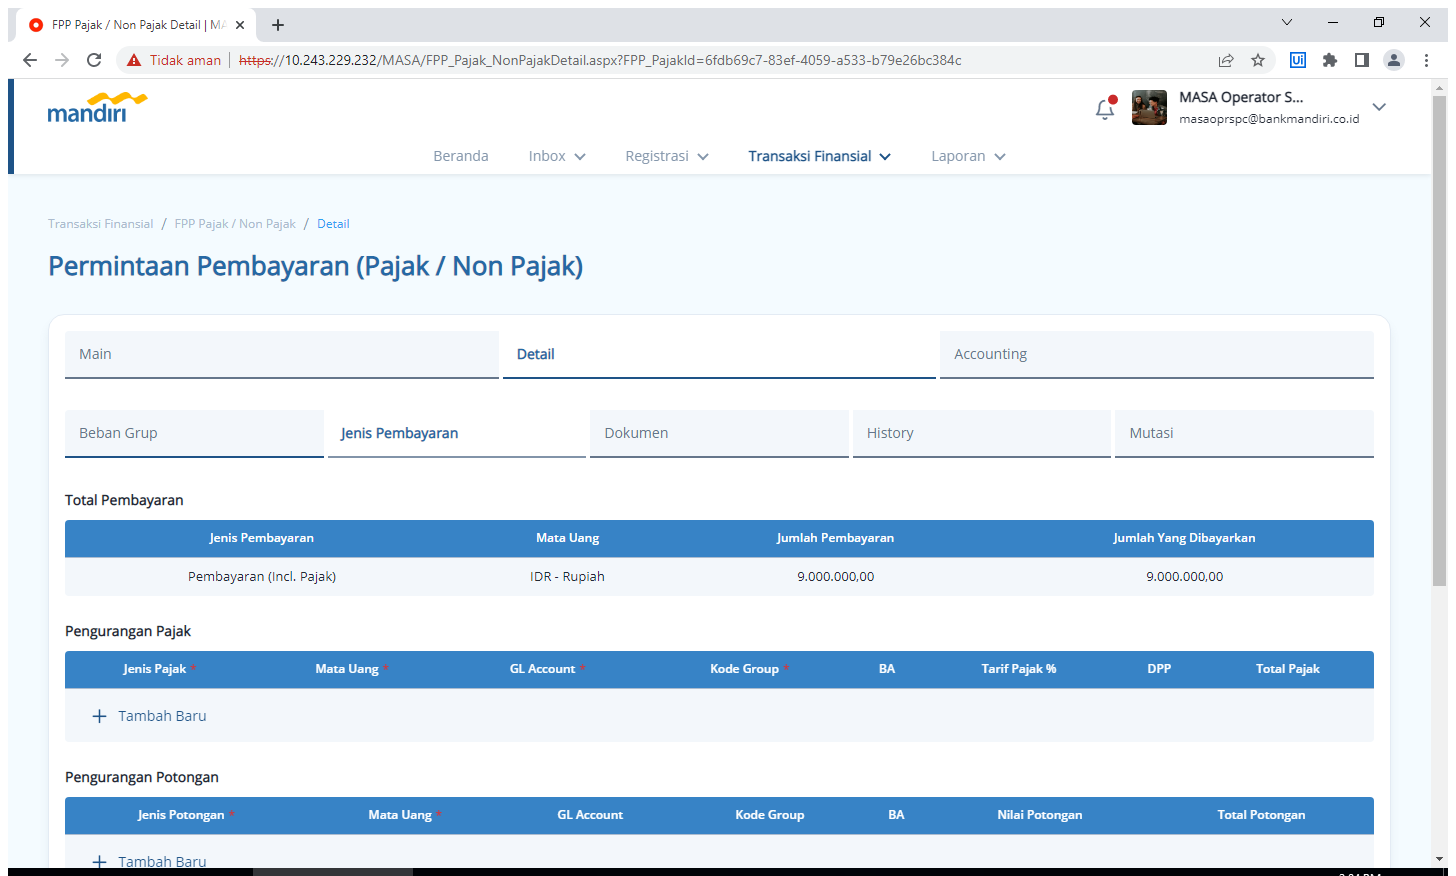 FPP Pajak / Non Pajak Detail | MA
Tidak aman https://10.243.229.232/MASA/FPP_Pajak_NonPajakDetail.aspx?FPP_PajakId=6fdb69c7-83ef-4059-a533-b79e26bc384c
Ui
mandiri
MASA Operator S...
masaoprspc@bankmandiri.co.id
Beranda Inbox Registrasi Transaksi Finansial Laporan
Transaksi Finansial / FPP Pajak / Non Pajak / Detail
Permintaan Pembayaran (Pajak / Non Pajak)
Main Detail Accounting
Beban Grup Jenis Pembayaran Dokumen History Mutasi
Total Pembayaran
Jenis Pembayaran Mata Uang Jumlah Pembayaran Jumlah Yang Dibayarkan
Pembayaran (Incl. Pajak) IDR - Rupiah 9.000.000,00 9.000.000,00
Pengurangan Pajak
Jenis Pajak * Mata Uang * GL Account * Kode Group * BA Tarif Pajak % DPP Total Pajak
+ Tambah Baru
Pengurangan Potongan
Jenis Potongan * Mata Uang * GL Account Kode Group BA Nilai Potongan Total Potongan
+ Tambah Baru